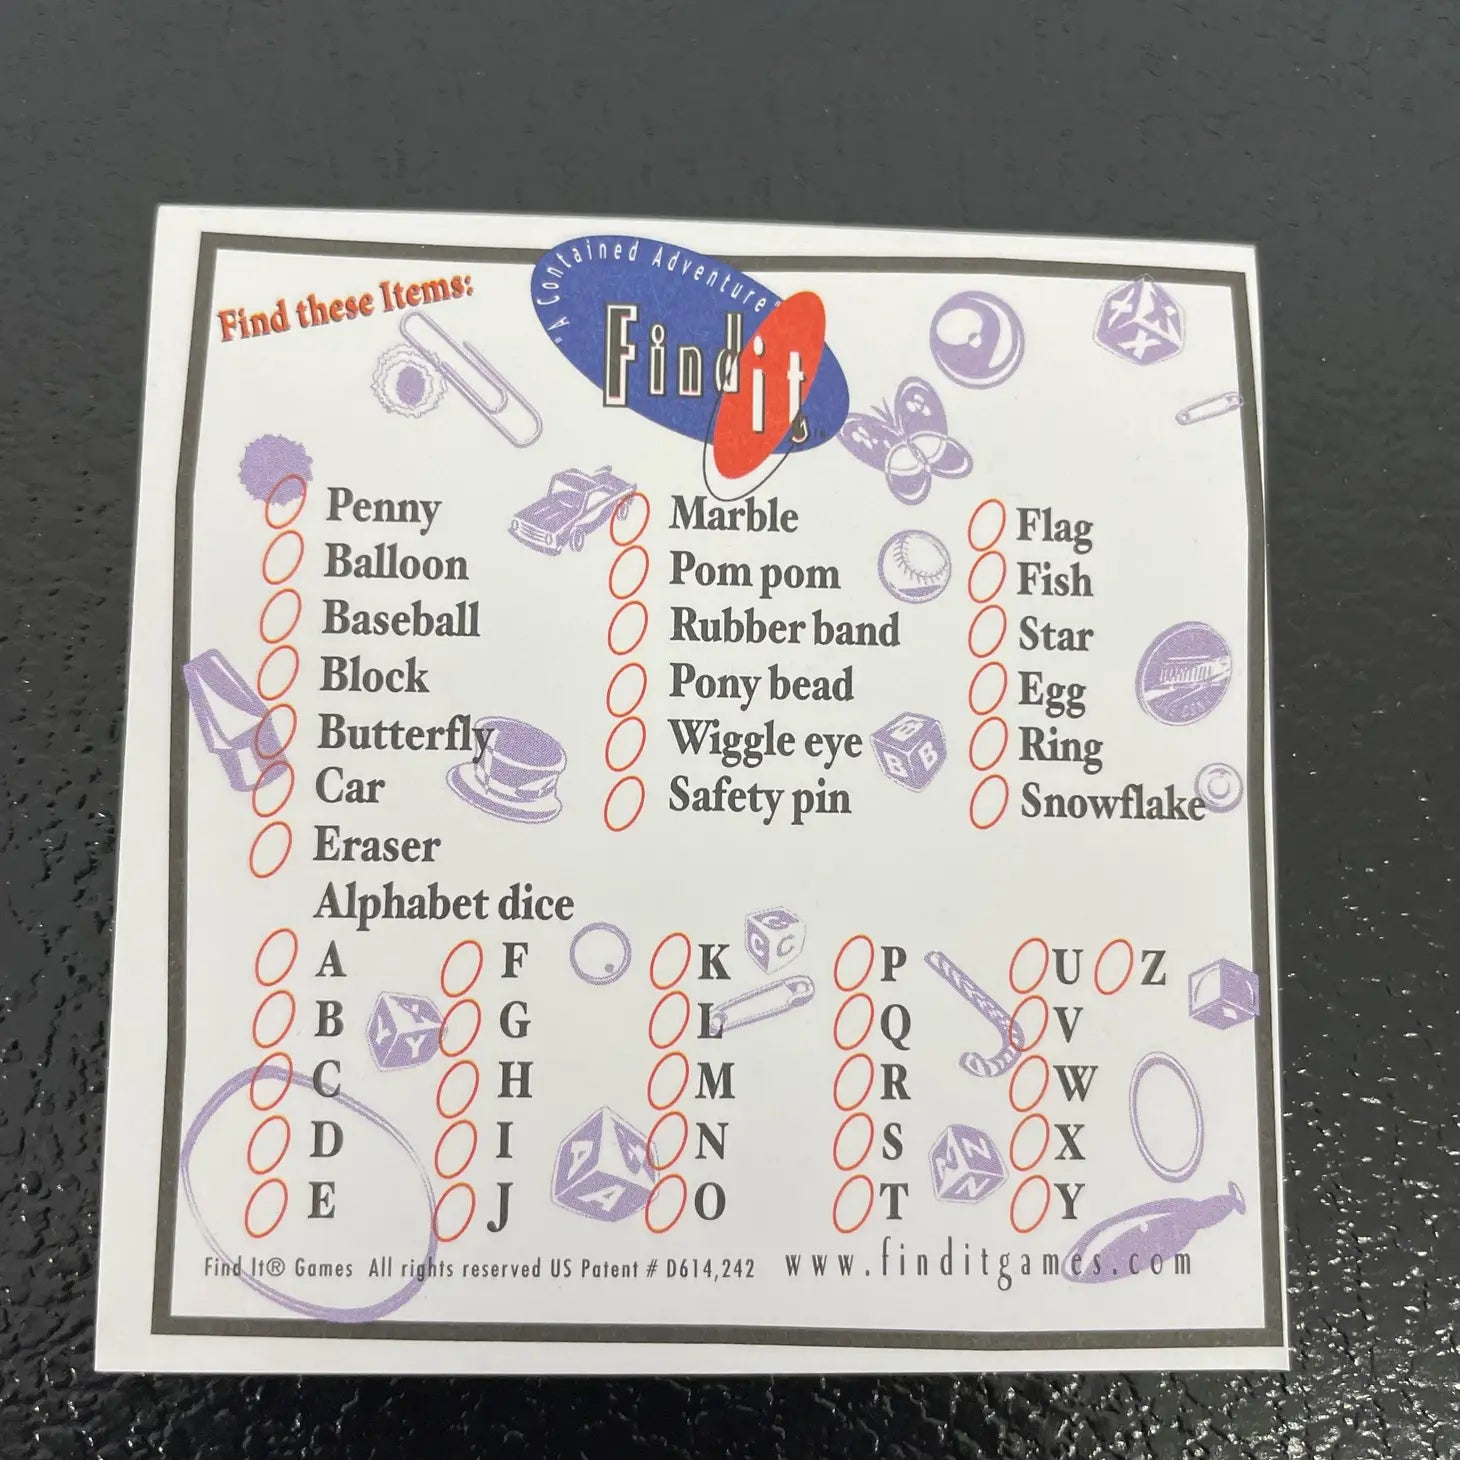 "A Contained Adventure"
Find it TM
Find these Items:
Penny
Balloon
Baseball
Block
Butterfly
Car
Eraser
Marble
Pom pom
Rubber band
Pony bead
Wiggle eye
Safety pin
Flag
Fish
Star
Egg
Ring
Snowflake
Alphabet dice
A F K P U Z
B G L Q V
C H M R W
D I N S X
E J O T Y
Find It® Games All rights reserved US Patent # D614,242 www.finditgames.com